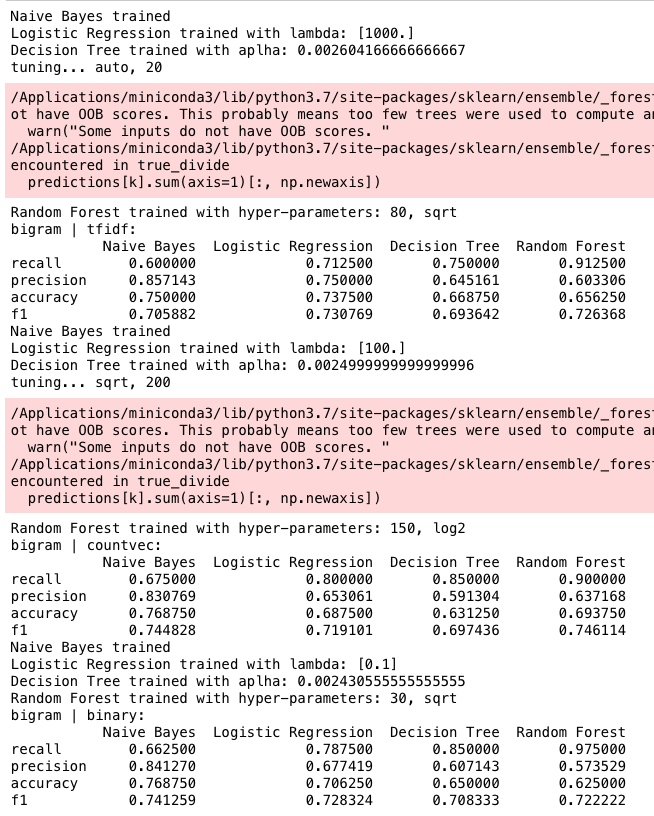 Naive Bayes trained
Logistic Regression trained with lambda: [1000.]
Decision Tree trained with aplha: 0.002604166666666667
tuning... auto, 20
/Applications/miniconda3/lib/python3.7/site-packages/sklearn/ensemble/_forest
ot have OOB scores. This probably means too few trees were used to compute an
  warn("Some inputs do not have OOB scores. "
/Applications/miniconda3/lib/python3.7/site-packages/sklearn/ensemble/_forest
encountered in true_divide
  predictions[k].sum(axis=1)[:, np.newaxis])
Random Forest trained with hyper-parameters: 80, sqrt
bigram | tfidf:
           Naive Bayes  Logistic Regression  Decision Tree  Random Forest
recall        0.600000             0.712500       0.750000       0.912500
precision     0.857143             0.750000       0.645161       0.603306
accuracy      0.750000             0.737500       0.668750       0.656250
f1            0.705882             0.730769       0.693642       0.726368
Naive Bayes trained
Logistic Regression trained with lambda: [100.]
Decision Tree trained with aplha: 0.0024999999999999996
tuning... sqrt, 200
/Applications/miniconda3/lib/python3.7/site-packages/sklearn/ensemble/_forest
ot have OOB scores. This probably means too few trees were used to compute an
  warn("Some inputs do not have OOB scores. "
/Applications/miniconda3/lib/python3.7/site-packages/sklearn/ensemble/_forest
encountered in true_divide
  predictions[k].sum(axis=1)[:, np.newaxis])
Random Forest trained with hyper-parameters: 150, log2
bigram | countvec:
           Naive Bayes  Logistic Regression  Decision Tree  Random Forest
recall        0.675000             0.800000       0.850000       0.900000
precision     0.830769             0.653061       0.591304       0.637168
accuracy      0.768750             0.687500       0.631250       0.693750
f1            0.744828             0.719101       0.697436       0.746114
Naive Bayes trained
Logistic Regression trained with lambda: [0.1]
Decision Tree trained with aplha: 0.002430555555555555
Random Forest trained with hyper-parameters: 30, sqrt
bigram | binary:
           Naive Bayes  Logistic Regression  Decision Tree  Random Forest
recall        0.662500             0.787500       0.850000       0.975000
precision     0.841270             0.677419       0.607143       0.573529
accuracy      0.768750             0.706250       0.650000       0.625000
f1            0.741259             0.728324       0.708333       0.722222